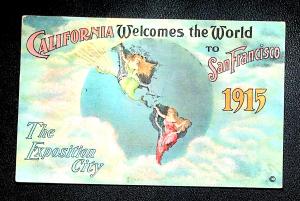 CALIFORNIA Welcomes the World
TO
San Francisco
1915
The
Exposition
City
©